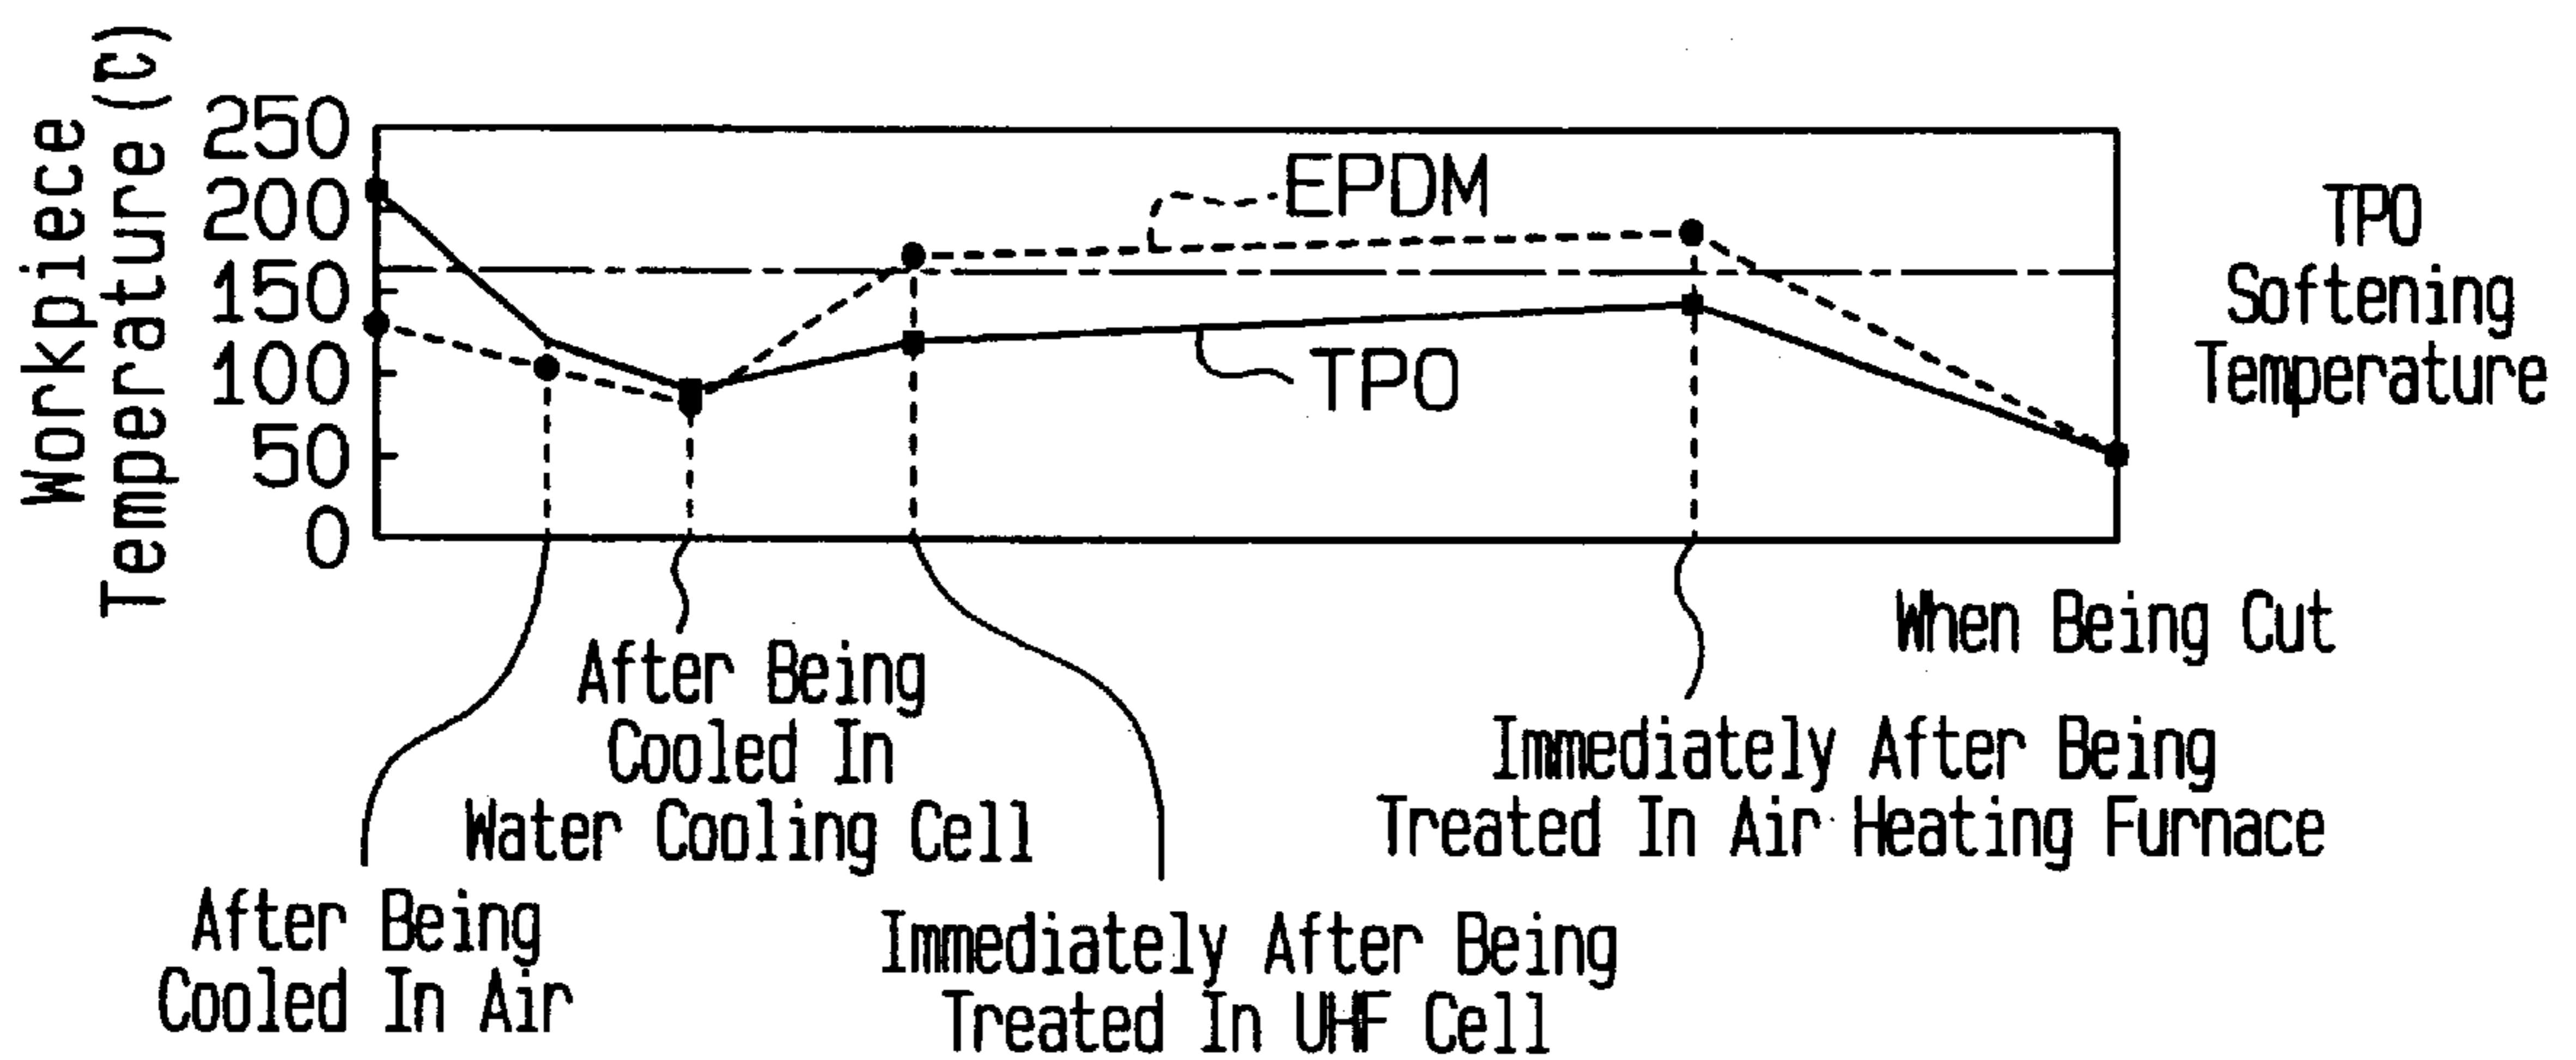 Workpiece
Temperature (℃)
250
200
150
100
50
0
EPDM
TPO
TPO
Softening
Temperature
When Being Cut
After Being
Cooled In
Water Cooling Cell
Immediately After Being
Treated In Air Heating Furnace
After Being
Cooled In Air
Immediately After Being
Treated In UHF Cell